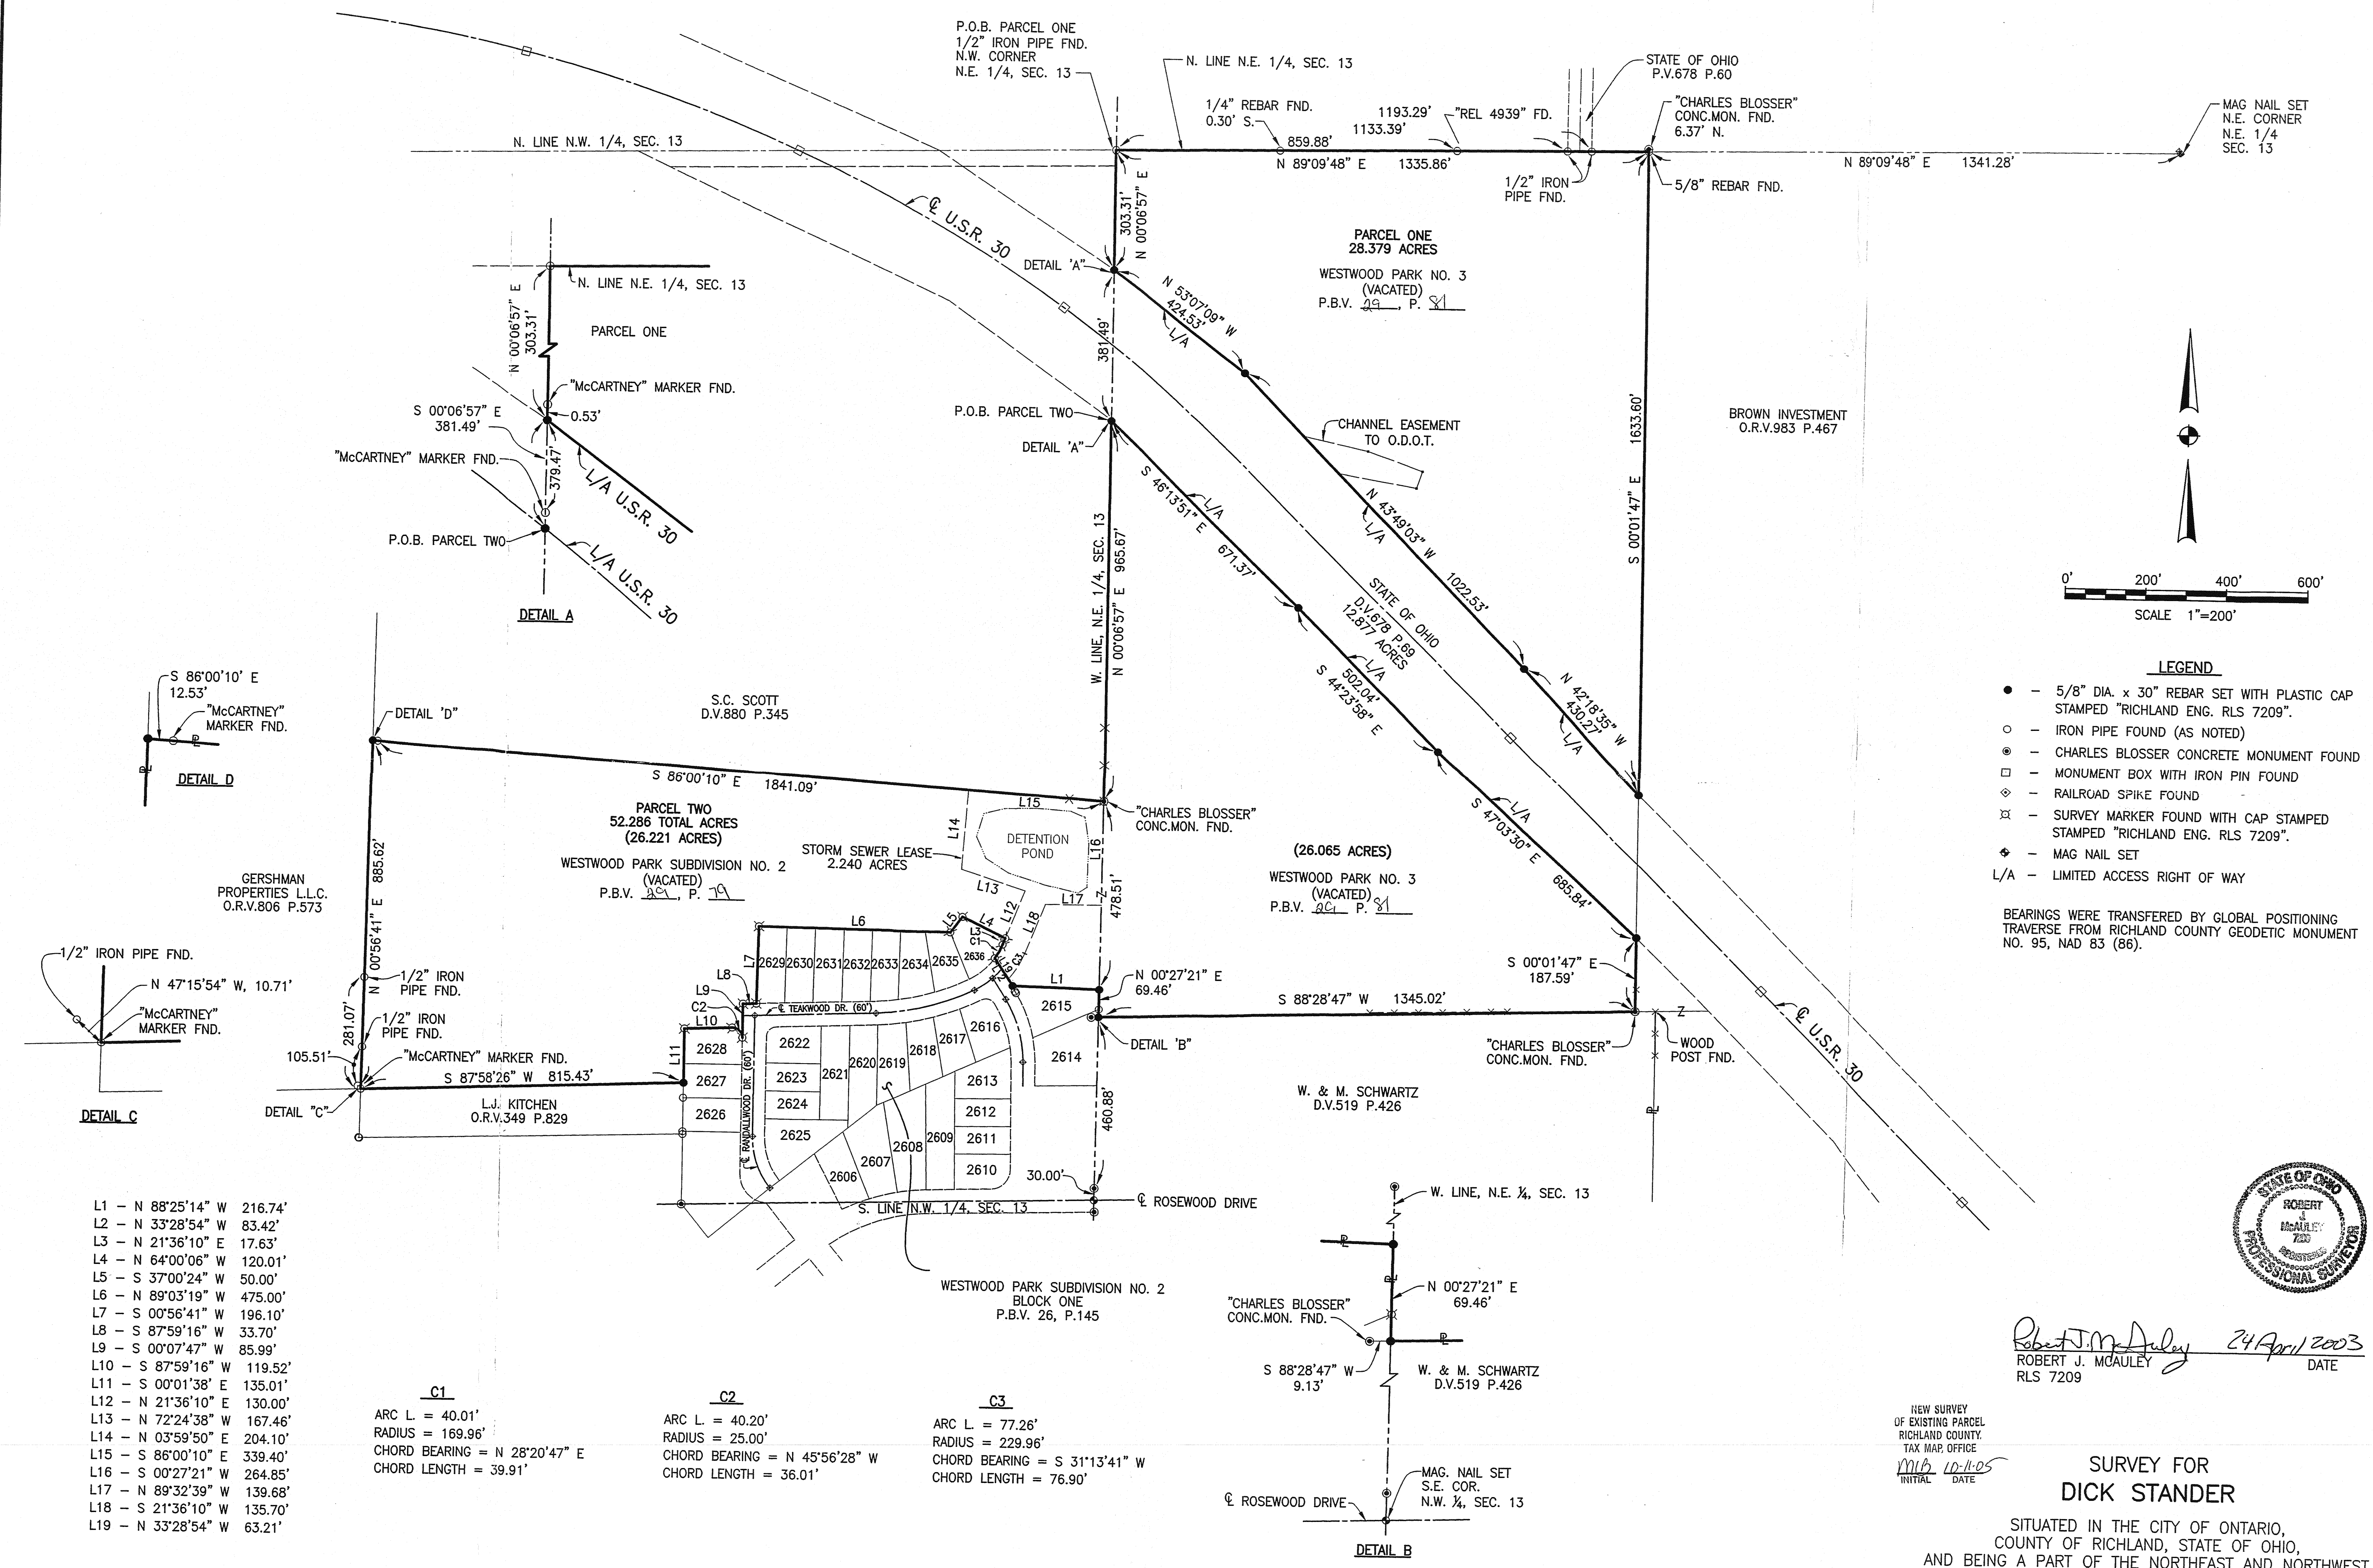 P.O.B. PARCEL ONE
1/2" IRON PIPE FND.
N.W. CORNER
N.E. 1/4, SEC. 13
N. LINE N.E. 1/4, SEC. 13
STATE OF OHIO
P.V.678 P.60
1/4" REBAR FND.
0.30' S.
859.88'
1193.29'
1133.39'
"REL 4939" FD.
"CHARLES BLOSSER"
CONC.MON. FND.
6.37' N.
MAG NAIL SET
N.E. CORNER
N.E. 1/4
SEC. 13
N. LINE N.W. 1/4, SEC. 13
N 89°09'48" E 1335.86'
1/2" IRON
PIPE FND.
5/8" REBAR FND.
N 89°09'48" E 1341.28'
℄ U.S.R. 30
303.31'
N 00°06'57" E
DETAIL 'A"
PARCEL ONE
28.379 ACRES
WESTWOOD PARK NO. 3
(VACATED)
P.B.V. 29, P. 81
N 53°07'09" W
424.53'
L/A
381.49'
P.O.B. PARCEL TWO
DETAIL 'A"
CHANNEL EASEMENT
TO O.D.O.T.
BROWN INVESTMENT
O.R.V.983 P.467
S 00°01'47" E 1633.60'
N. LINE N.E. 1/4, SEC. 13
N 00°06'57" E
303.31'
PARCEL ONE
"McCARTNEY" MARKER FND.
S 00°06'57" E
381.49'
0.53'
"McCARTNEY" MARKER FND.
379.47'
L/A U.S.R. 30
P.O.B. PARCEL TWO
L/A U.S.R. 30
DETAIL A
S 46°13'51" E 671.37'
L/A
N 43°49'03" W 1022.53'
L/A
W. LINE, N.E. 1/4, SEC. 13
N 00°06'57" E 965.67'
STATE OF OHIO
D.V.678 P.69
12.877 ACRES
L/A
502.04'
S 44°23'58" E
N 42°18'35" W
430.27'
L/A
0' 200' 400' 600'
SCALE 1"=200'
LEGEND
5/8" DIA. x 30" REBAR SET WITH PLASTIC CAP
STAMPED "RICHLAND ENG. RLS 7209".
IRON PIPE FOUND (AS NOTED)
CHARLES BLOSSER CONCRETE MONUMENT FOUND
MONUMENT BOX WITH IRON PIN FOUND
RAILROAD SPIKE FOUND
SURVEY MARKER FOUND WITH CAP STAMPED
STAMPED "RICHLAND ENG. RLS 7209".
MAG NAIL SET
L/A – LIMITED ACCESS RIGHT OF WAY
BEARINGS WERE TRANSFERED BY GLOBAL POSITIONING
TRAVERSE FROM RICHLAND COUNTY GEODETIC MONUMENT
NO. 95, NAD 83 (86).
S 86°00'10" E
12.53'
"McCARTNEY"
MARKER FND.
DETAIL D
DETAIL 'D"
S.C. SCOTT
D.V.880 P.345
S 86°00'10" E 1841.09'
PARCEL TWO
52.286 TOTAL ACRES
(26.221 ACRES)
WESTWOOD PARK SUBDIVISION NO. 2
(VACATED)
P.B.V. 29, P. 79
L15
L14
DETENTION
POND
L16
STORM SEWER LEASE
2.240 ACRES
L13
L17
L12
L18
478.51'
"CHARLES BLOSSER"
CONC.MON. FND.
(26.065 ACRES)
WESTWOOD PARK NO. 3
(VACATED)
P.B.V. 29 P. 81
L/A
S 47°03'30" E 685.84'
S 00°01'47" E
187.59'
GERSHMAN
PROPERTIES L.L.C.
O.R.V.806 P.573
N 00°56'41" E 885.62'
1/2" IRON
PIPE FND.
1/2" IRON
PIPE FND.
281.07'
105.51'
"McCARTNEY" MARKER FND.
S 87°58'26" W 815.43'
DETAIL "C"
L.J. KITCHEN
O.R.V.349 P.829
1/2" IRON PIPE FND.
N 47°15'54" W, 10.71'
"McCARTNEY"
MARKER FND.
DETAIL C
L6
L5
L4
L3
C1
L7
L8
L9
C2
L10
L11
L19
L2
C3
L1
2629
2630
2631
2632
2633
2634
2635
2636
℄ TEAKWOOD DR. (60')
2615
2616
2617
2618
2619
2620
2621
2622
2623
2624
2625
2628
2627
2626
2614
2613
2612
2611
2610
2609
2608
2607
2606
℄ RANDALLWOOD DR. (60')
N 00°27'21" E
69.46'
S 88°28'47" W 1345.02'
DETAIL 'B"
"CHARLES BLOSSER"
CONC.MON. FND.
WOOD
POST FND.
℄ U.S.R. 30
W. & M. SCHWARTZ
D.V.519 P.426
460.88'
30.00'
℄ ROSEWOOD DRIVE
S. LINE N.W. 1/4, SEC. 13
WESTWOOD PARK SUBDIVISION NO. 2
BLOCK ONE
P.B.V. 26, P.145
L1 – N 88°25'14" W 216.74'
L2 – N 33°28'54" W 83.42'
L3 – N 21°36'10" E 17.63'
L4 – N 64°00'06" W 120.01'
L5 – S 37°00'24" W 50.00'
L6 – N 89°03'19" W 475.00'
L7 – S 00°56'41" W 196.10'
L8 – S 87°59'16" W 33.70'
L9 – S 00°07'47" W 85.99'
L10 – S 87°59'16" W 119.52'
L11 – S 00°01'38' E 135.01'
L12 – N 21°36'10" E 130.00'
L13 – N 72°24'38" W 167.46'
L14 – N 03°59'50" E 204.10'
L15 – S 86°00'10" E 339.40'
L16 – S 00°27'21" W 264.85'
L17 – N 89°32'39" W 139.68'
L18 – S 21°36'10" W 135.70'
L19 – N 33°28'54" W 63.21'
C1
ARC L. = 40.01'
RADIUS = 169.96'
CHORD BEARING = N 28°20'47" E
CHORD LENGTH = 39.91'
C2
ARC L. = 40.20'
RADIUS = 25.00'
CHORD BEARING = N 45°56'28" W
CHORD LENGTH = 36.01'
C3
ARC L. = 77.26'
RADIUS = 229.96'
CHORD BEARING = S 31°13'41" W
CHORD LENGTH = 76.90'
W. LINE, N.E. ¼, SEC. 13
N 00°27'21" E
69.46'
"CHARLES BLOSSER"
CONC.MON. FND.
S 88°28'47" W
9.13'
W. & M. SCHWARTZ
D.V.519 P.426
MAG. NAIL SET
S.E. COR.
N.W. ¼, SEC. 13
℄ ROSEWOOD DRIVE
DETAIL B
STATE OF OHIO
ROBERT
J.
McAULEY
7209
REGISTERED
PROFESSIONAL SURVEYOR
Robert J. McAuley 24 April 2003
ROBERT J. MCAULEY DATE
RLS 7209
NEW SURVEY
OF EXISTING PARCEL
RICHLAND COUNTY.
TAX MAP, OFFICE
MLB 10-11-05
INITIAL DATE
SURVEY FOR
DICK STANDER
SITUATED IN THE CITY OF ONTARIO,
COUNTY OF RICHLAND, STATE OF OHIO,
AND BEING A PART OF THE NORTHEAST AND NORTHWEST